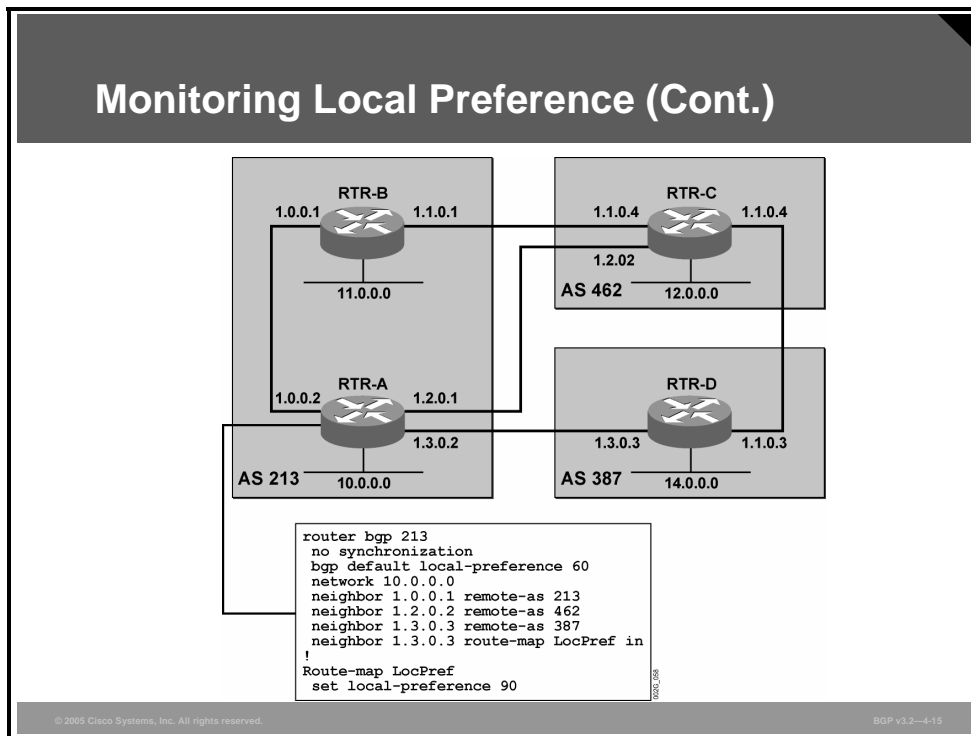 Monitoring Local Preference (Cont.)
RTR-B
1.0.0.1
1.1.0.1
11.0.0.0
RTR-C
1.1.0.4
1.1.0.4
1.2.02
AS 462
12.0.0.0
RTR-A
1.0.0.2
1.2.0.1
1.3.0.2
AS 213
10.0.0.0
RTR-D
1.3.0.3
1.1.0.3
AS 387
14.0.0.0
router bgp 213
no synchronization
bgp default local-preference 60
network 10.0.0.0
neighbor 1.0.0.1 remote-as 213
neighbor 1.2.0.2 remote-as 462
neighbor 1.3.0.3 remote-as 387
neighbor 1.3.0.3 route-map LocPref in
!
Route-map LocPref
set local-preference 90
002G_058
© 2005 Cisco Systems, Inc. All rights reserved.
BGP v3.2—4-15